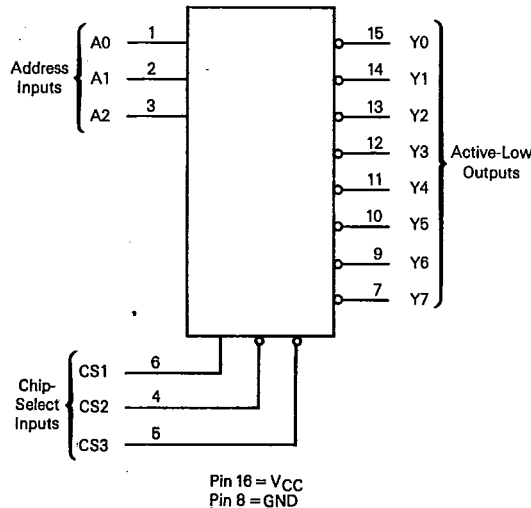 A0 1
A1 2
A2 3
Address
Inputs
15 Y0
14 Y1
13 Y2
12 Y3
11 Y4
10 Y5
9 Y6
7 Y7
Active-Low
Outputs
CS1 6
CS2 4
CS3 5
Chip-
Select
Inputs
Pin 16 = VCC
Pin 8 = GND